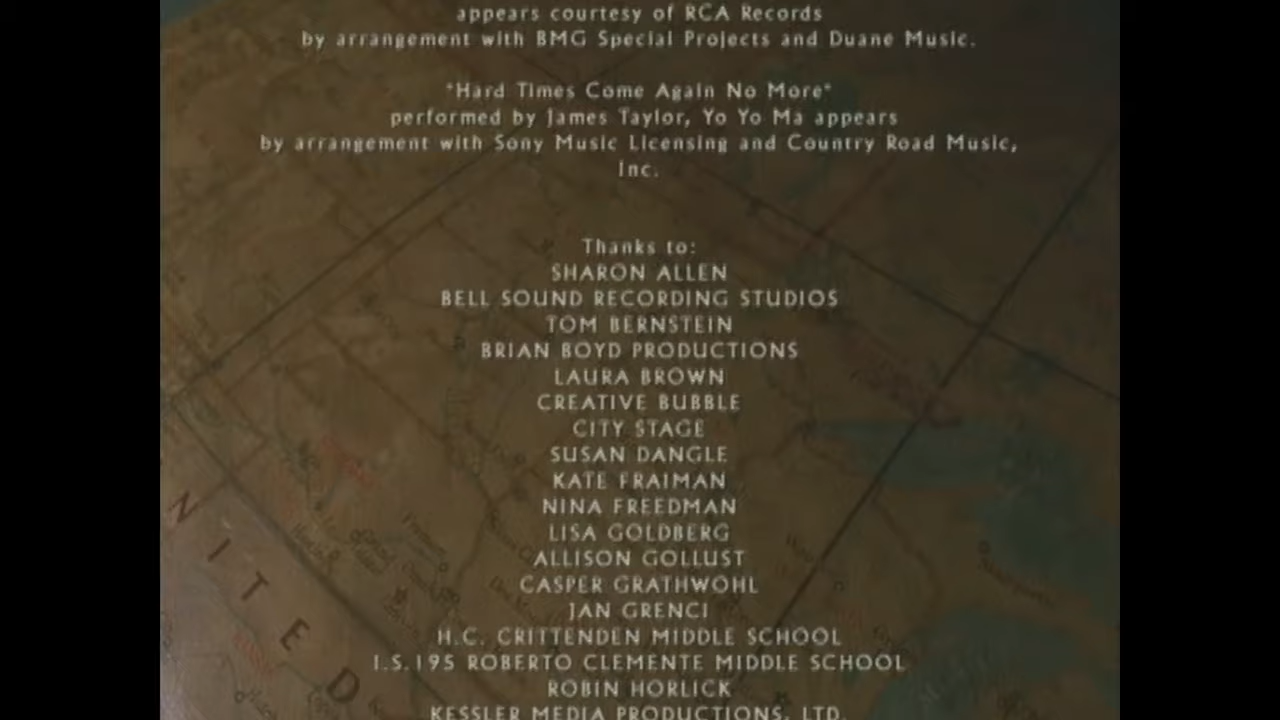 appears courtesy of RCA Records
by arrangement with BMG Special Projects and Duane Music.
"Hard Times Come Again No More"
performed by James Taylor, Yo Yo Ma appears
by arrangement with Sony Music Licensing and Country Road Music,
Inc.
Thanks to:
SHARON ALLEN
BELL SOUND RECORDING STUDIOS
TOM BERNSTEIN
BRIAN BOYD PRODUCTIONS
LAURA BROWN
CREATIVE BUBBLE
CITY STAGE
SUSAN DANGLE
KATE FRAIMAN
NINA FREEDMAN
LISA GOLDBERG
ALLISON GOLLUST
CASPER GRATHWOHL
JAN GRENCI
H.C. CRITTENDEN MIDDLE SCHOOL
I.S.195 ROBERTO CLEMENTE MIDDLE SCHOOL
ROBIN HORLICK
KESSLER MEDIA PRODUCTIONS, LTD.
NITED